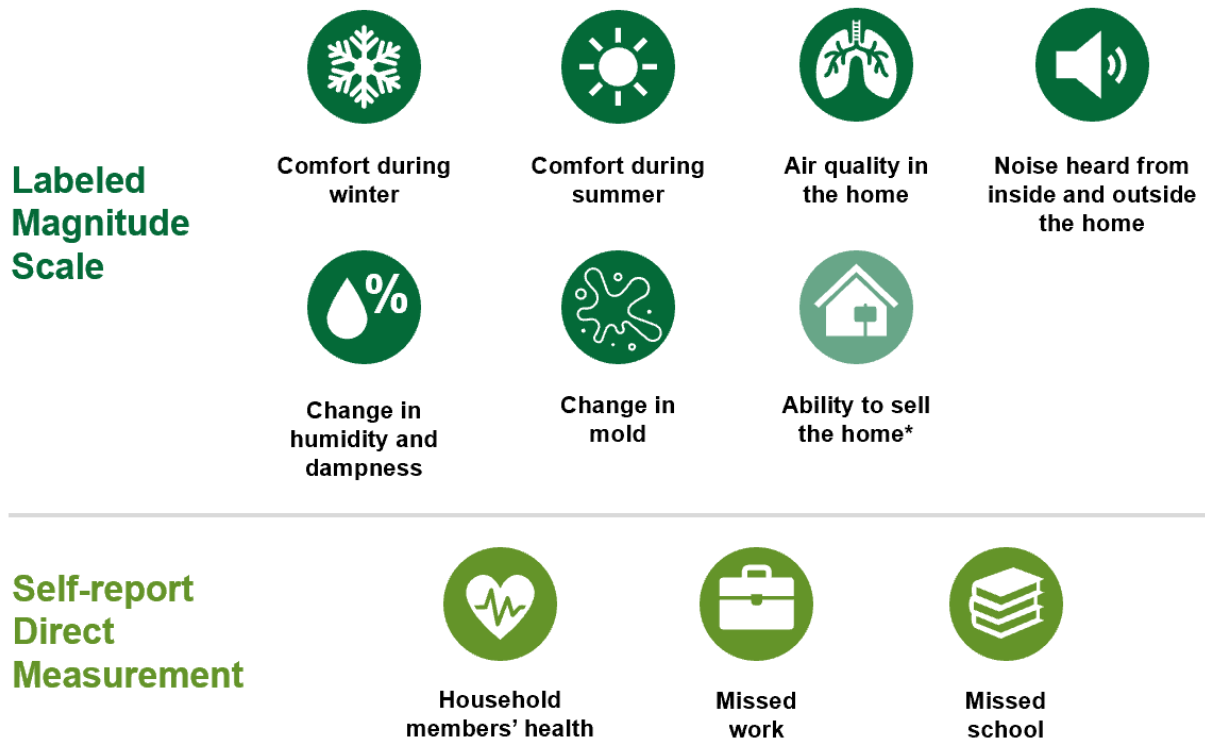 Labeled
Magnitude
Scale
Comfort during
winter
Comfort during
summer
Air quality in
the home
Noise heard from
inside and outside
the home
%
Change in
humidity and
dampness
Change in
mold
Ability to sell
the home*
Self-report
Direct
Measurement
Household
members’ health
Missed
work
Missed
school